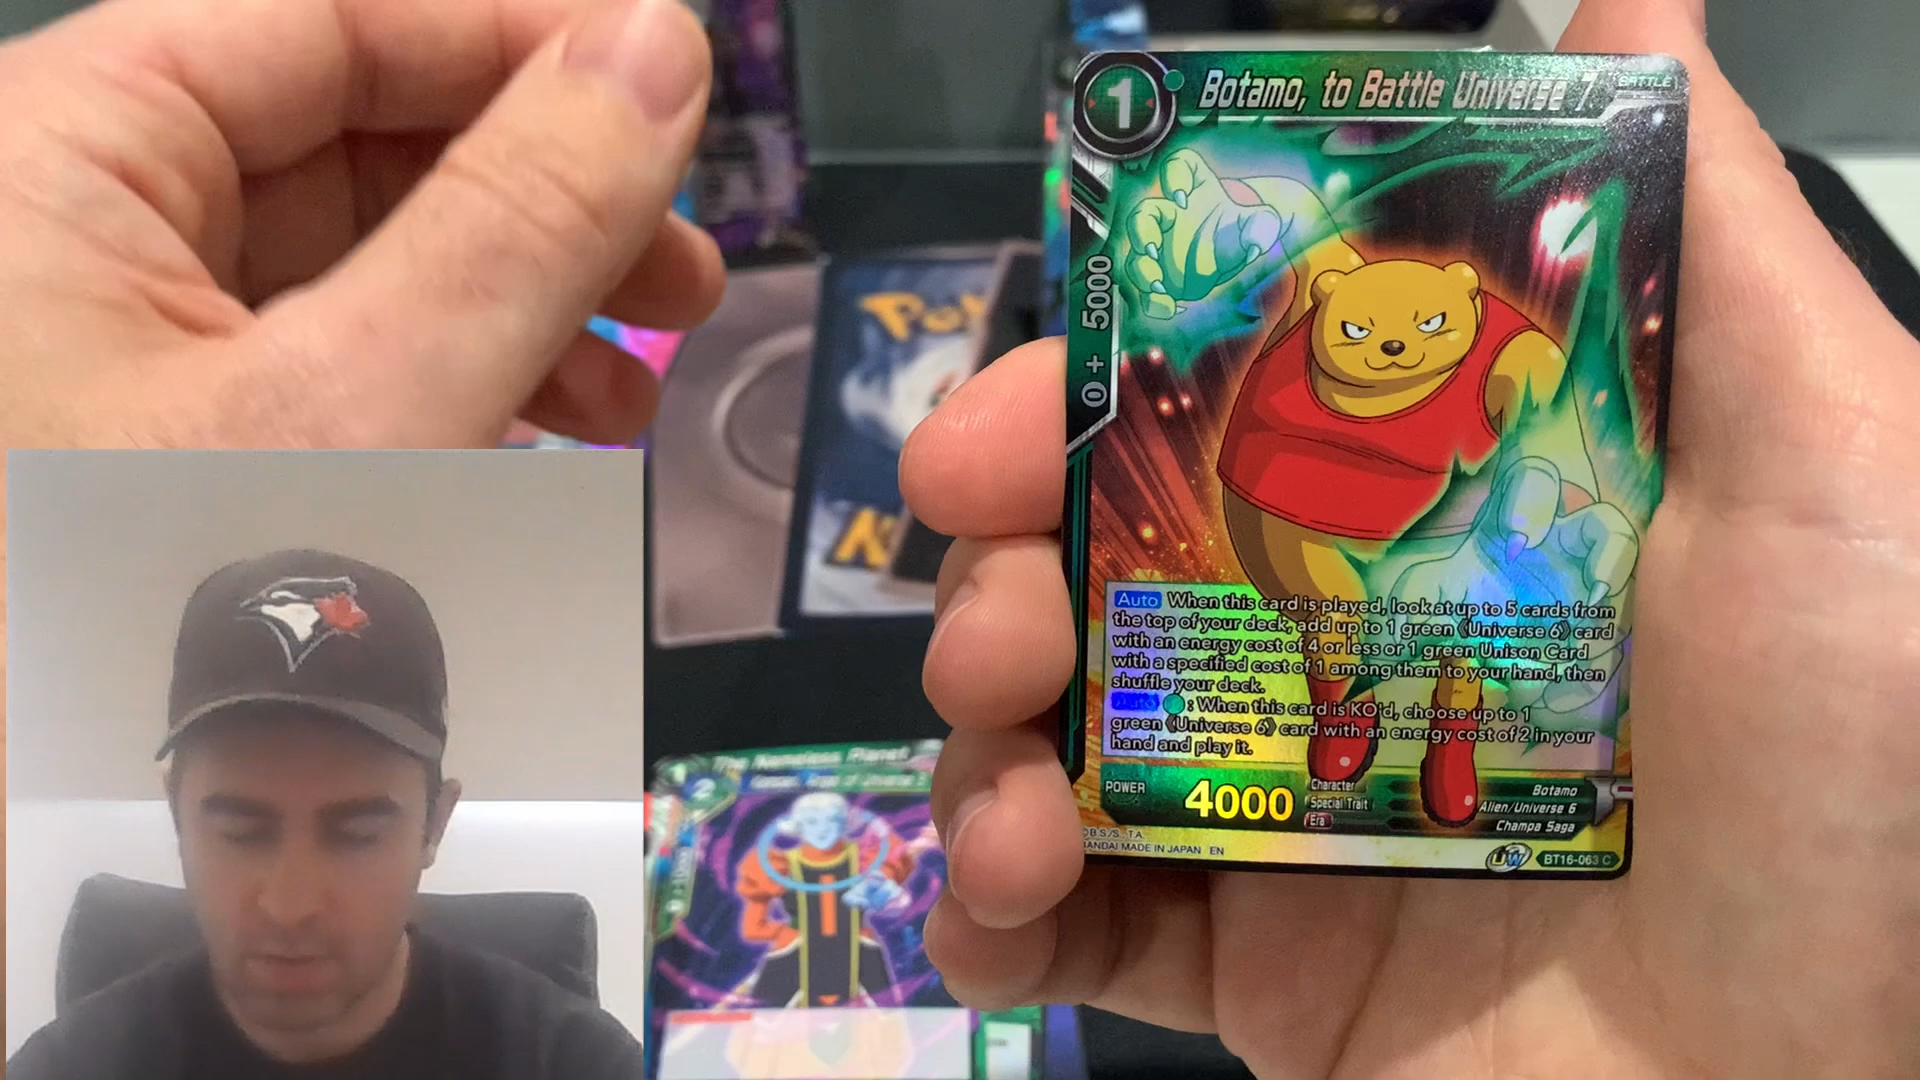 1
Botamo, to Battle Universe 7
BATTLE
0 + 5000
Auto When this card is played, look at up to 5 cards from
the top of your deck, add up to 1 green 《Universe 6》 card
with an energy cost of 4 or less or 1 green Unison Card
with a specified cost of 1 among them to your hand, then
shuffle your deck.
Auto : When this card is KO'd, choose up to 1
green 《Universe 6》 card with an energy cost of 2 in your
hand and play it.
POWER
4000
Character
Botamo
Special Trait
Alien/Universe 6
Era
Champa Saga
BANDAI MADE IN JAPAN EN
UW
BT16-063 C
The Nameless Planet
2